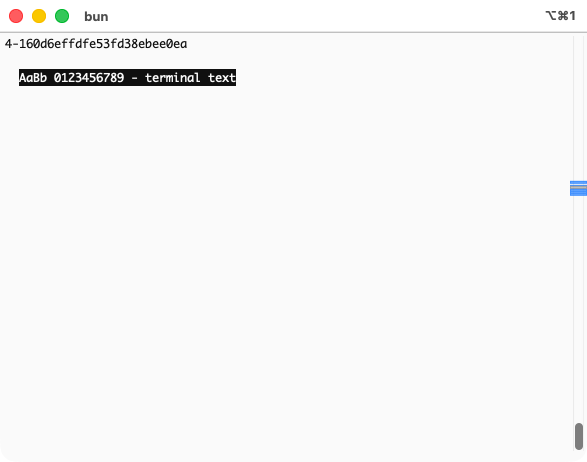 bun
⌥⌘1
4-160d6effdfe53fd38ebee0ea
AaBb 0123456789 - terminal text